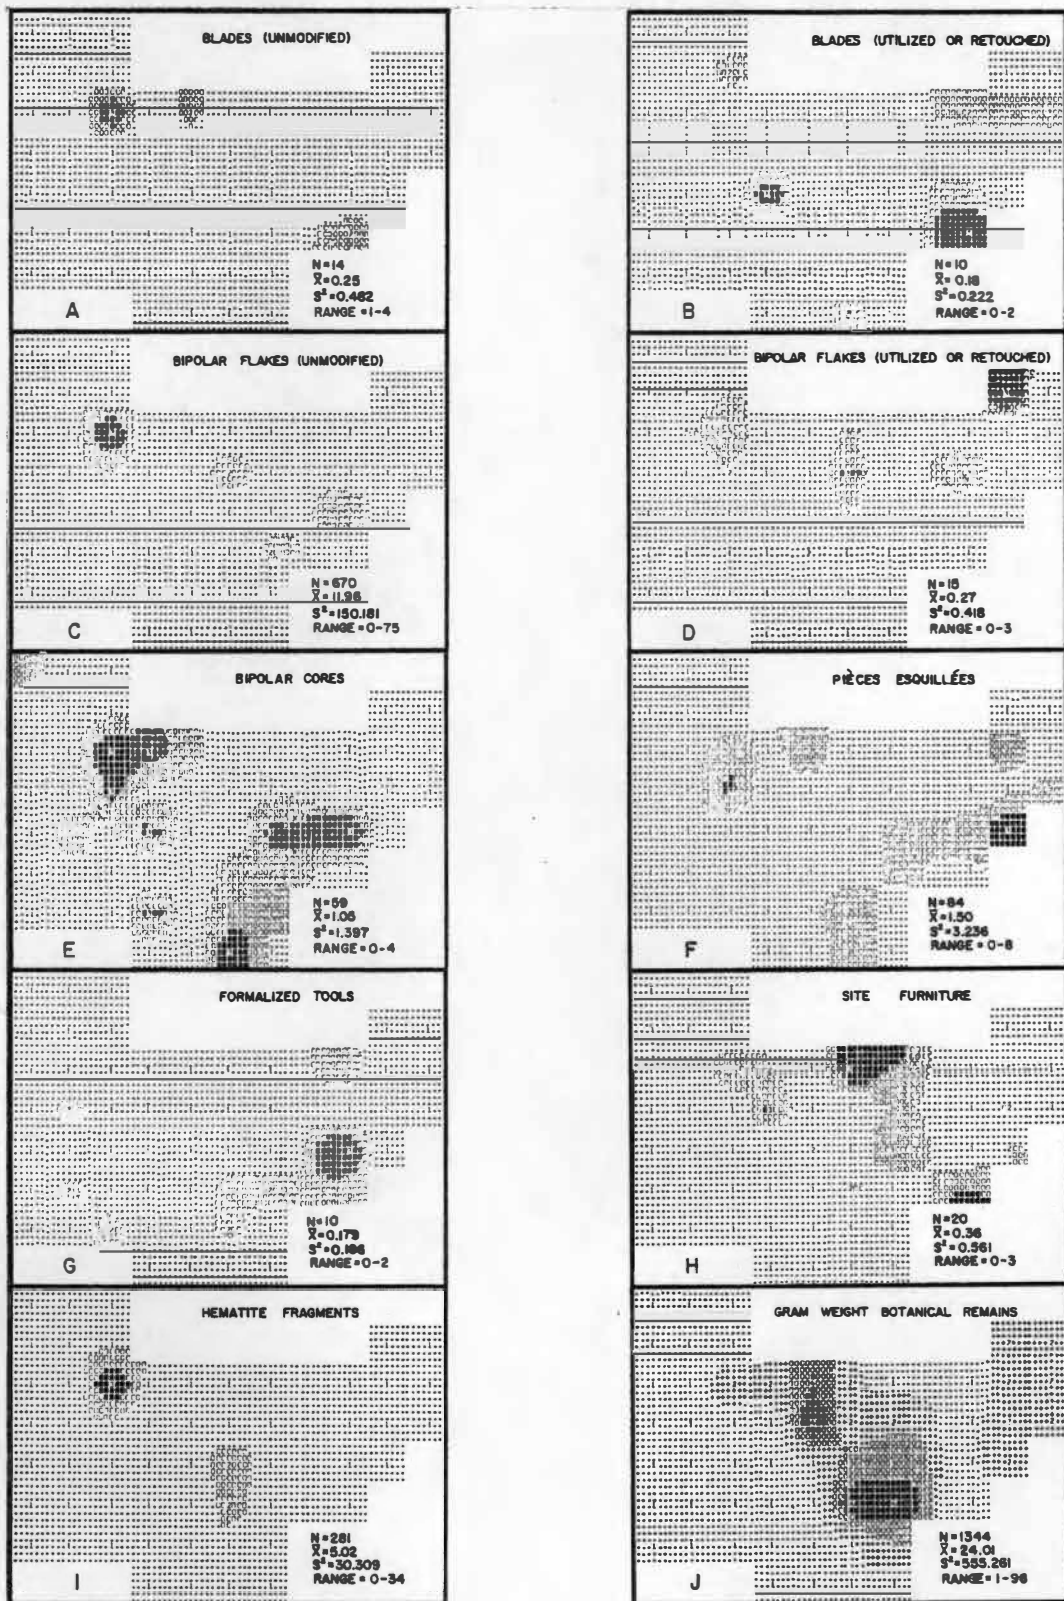 BLADES (UNMODIFIED)
N=14
X̄=0.25
S²=0.462
RANGE =1-4
A
BLADES (UTILIZED OR RETOUCHED)
N=10
X̄=0.18
S²=0.222
RANGE =0-2
B
BIPOLAR FLAKES (UNMODIFIED)
N=670
X̄=11.96
S²=150.181
RANGE =0-75
C
BIPOLAR FLAKES (UTILIZED OR RETOUCHED)
N=15
X̄=0.27
S²=0.418
RANGE =0-3
D
BIPOLAR CORES
N=59
X̄=1.05
S²=1.397
RANGE =0-4
E
PIÈCES ESQUILLÉES
N=84
X̄=1.50
S²=3.236
RANGE =0-8
F
FORMALIZED TOOLS
N=10
X̄=0.179
S²=0.186
RANGE =0-2
G
SITE FURNITURE
N=20
X̄=0.36
S²=0.561
RANGE =0-3
H
HEMATITE FRAGMENTS
N=281
X̄=5.02
S²=30.309
RANGE =0-34
I
GRAM WEIGHT BOTANICAL REMAINS
N=1344
X̄=24.01
S²=555.261
RANGE =1-96
J